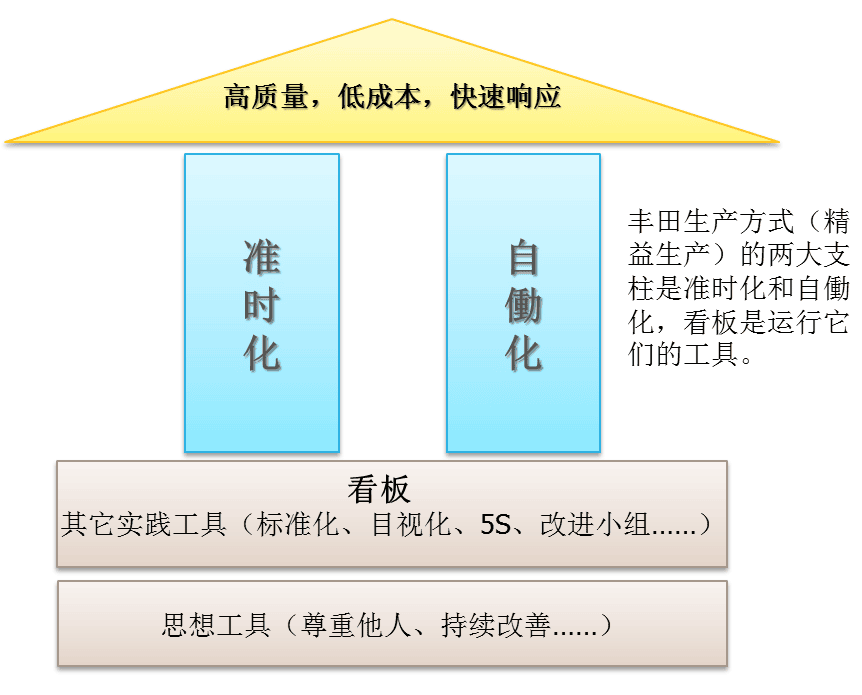 高质量，低成本，快速响应
准
时
化
自
働
化
丰田生产方式（精
益生产）的两大支
柱是准时化和自働
化，看板是运行它
们的工具。
看板
其它实践工具（标准化、目视化、5S、改进小组……）
思想工具（尊重他人、持续改善……）